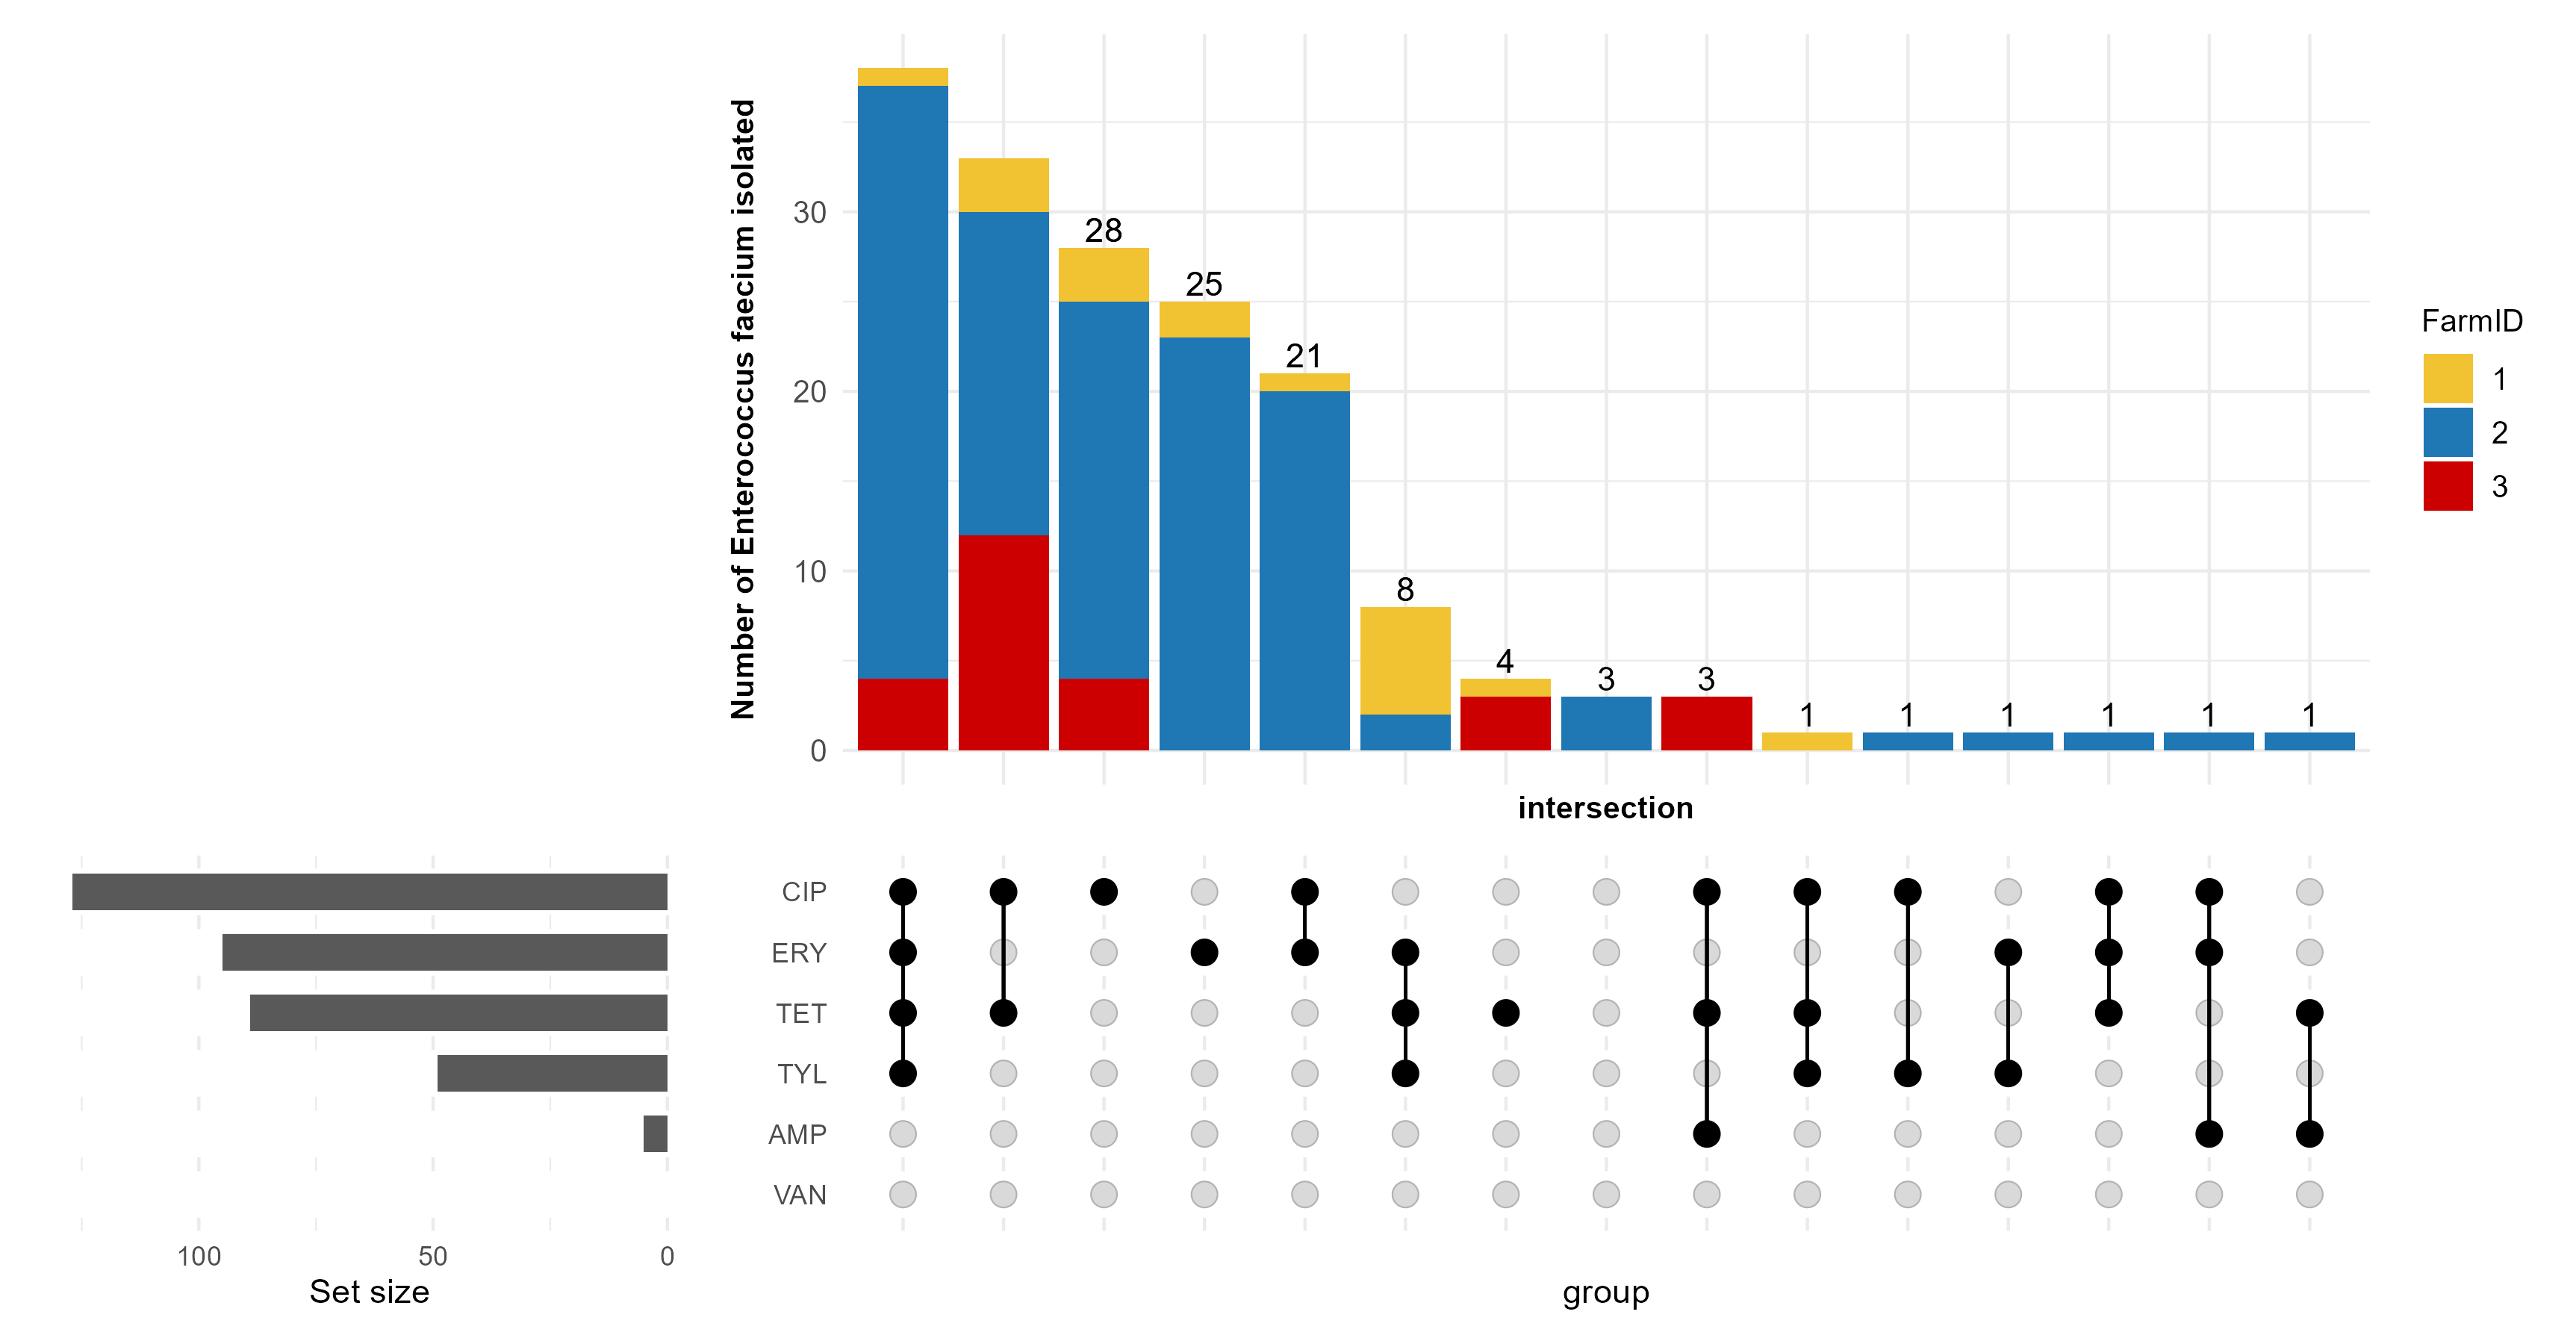 Number of Enterococcus faecium isolated
30
20
10
0
28
25
21
8
4
3
3
1
1
1
1
1
1
intersection
FarmID
1
2
3
CIP
ERY
TET
TYL
AMP
VAN
100
50
0
Set size
group